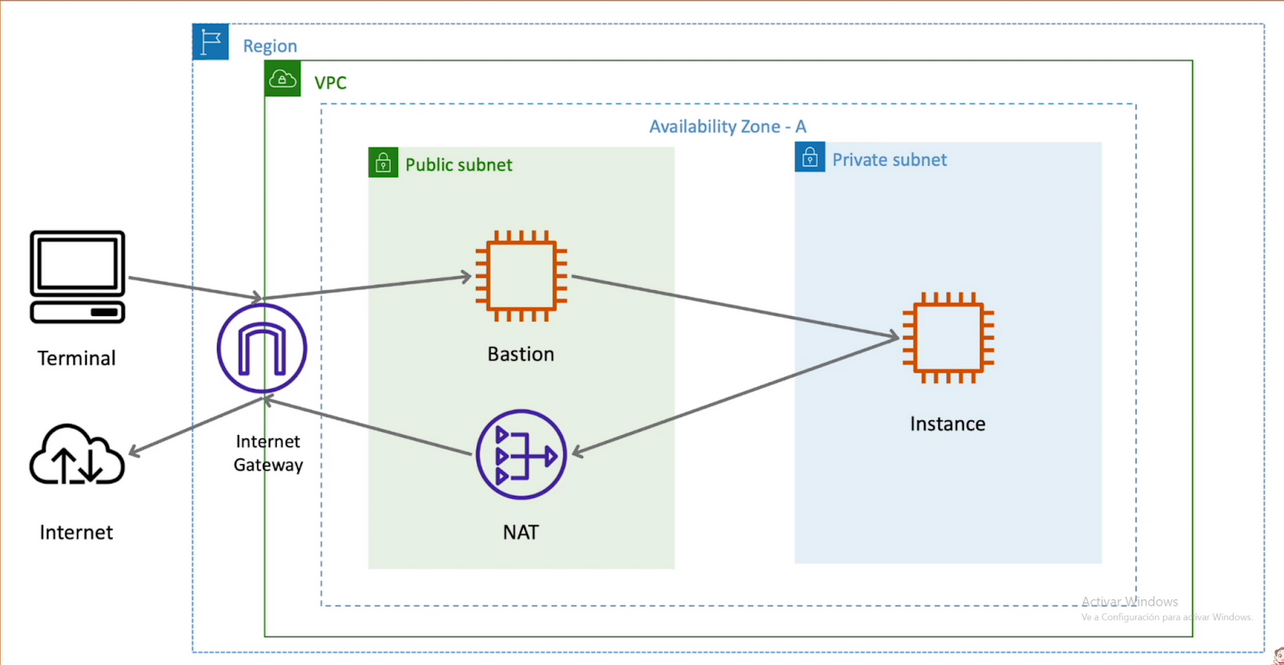 Region
VPC
Availability Zone - A
Public subnet
Private subnet
Terminal
Bastion
Instance
Internet
Gateway
Internet
NAT
Activar Windows
Ve a Configuración para activar Windows.